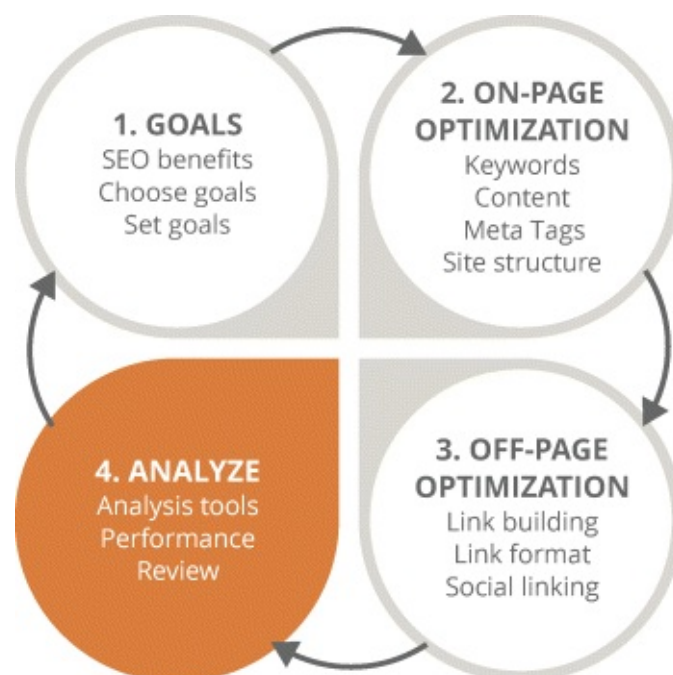 1. GOALS
SEO benefits
Choose goals
Set goals
2. ON-PAGE
OPTIMIZATION
Keywords
Content
Meta Tags
Site structure
3. OFF-PAGE
OPTIMIZATION
Link building
Link format
Social linking
4. ANALYZE
Analysis tools
Performance
Review